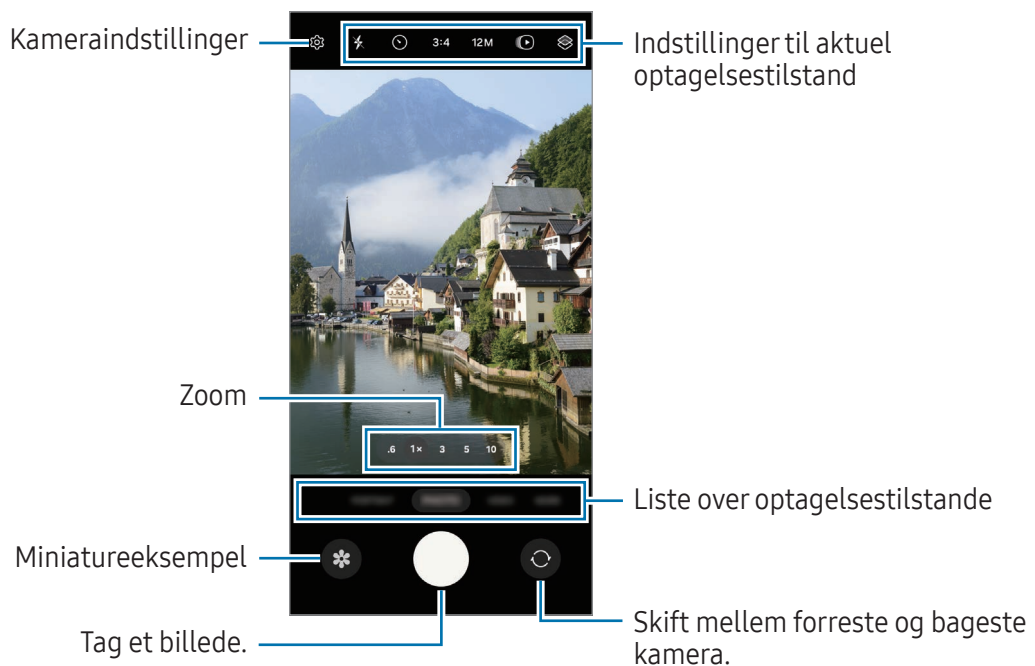 Kameraindstillinger
3:4 12M
Indstillinger til aktuel
optagelsestilstand
Zoom
.6 1× 3 5 10
Liste over optagelsestilstande
Miniatureeksempel
Tag et billede.
Skift mellem forreste og bageste
kamera.